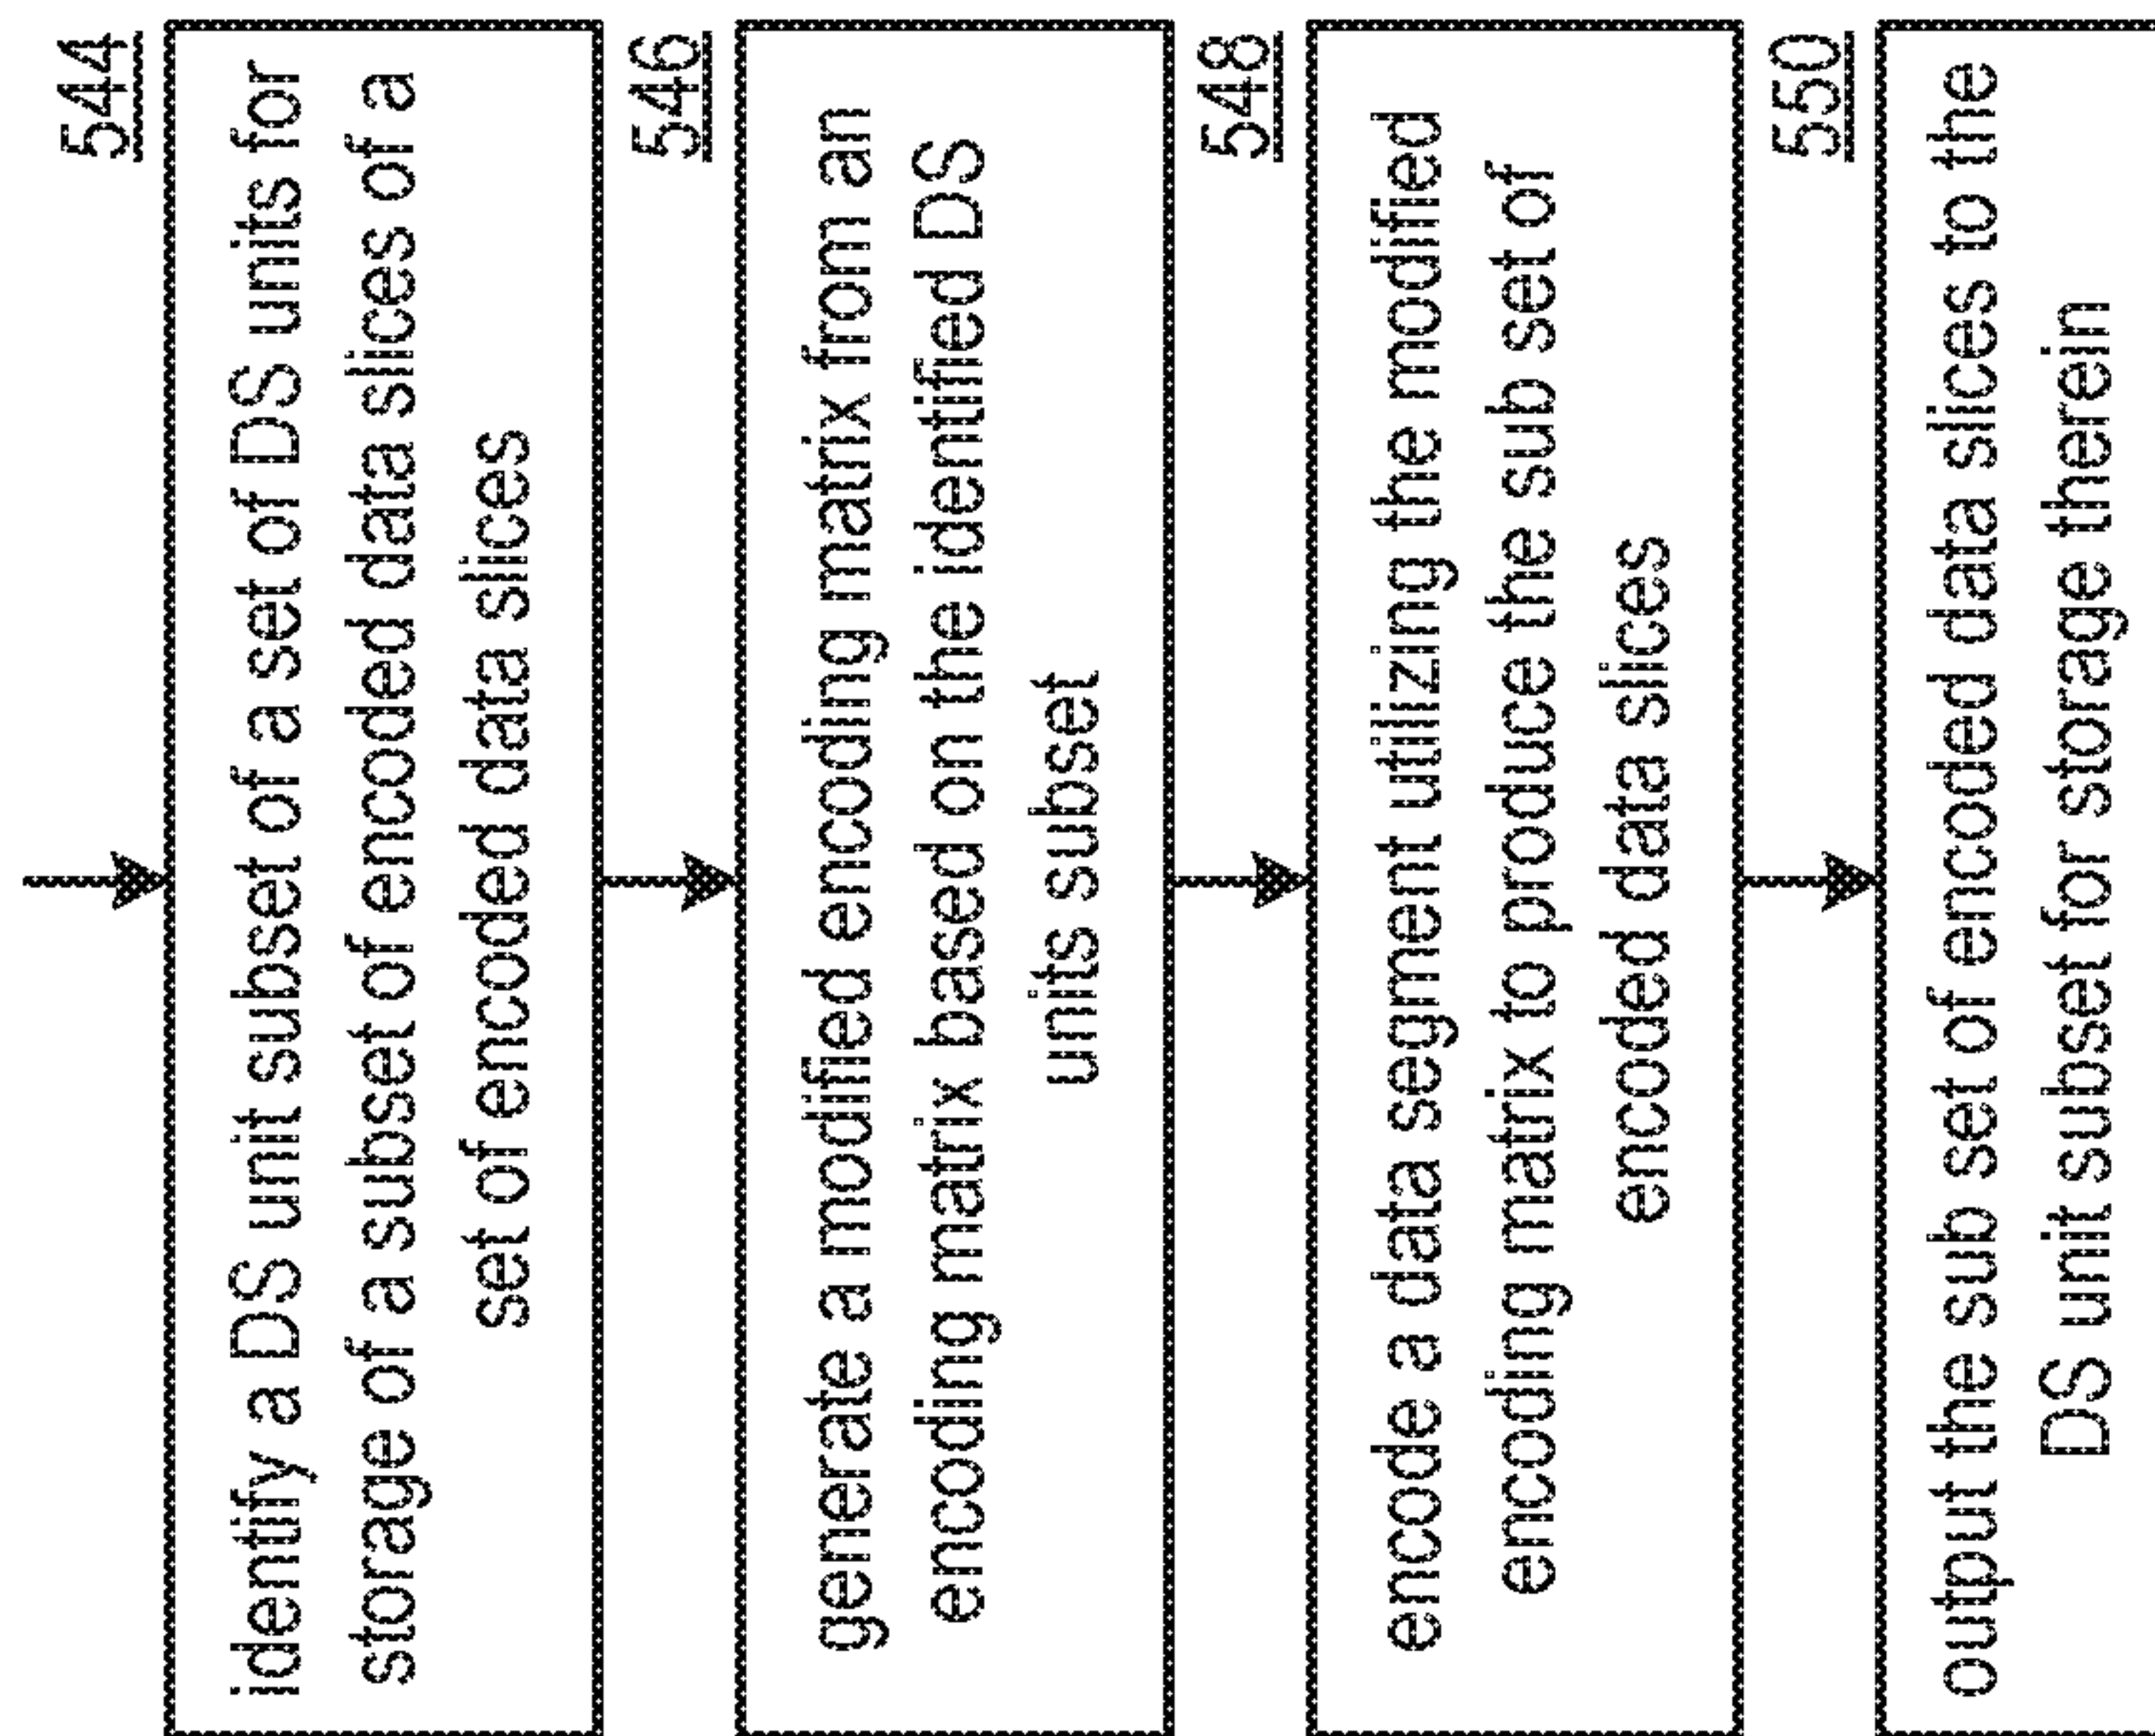 544
identify a DS unit subset of a set of DS units for
storage of a subset of encoded data slices of a
set of encoded data slices
546
generate a modified encoding matrix from an
encoding matrix based on the identified DS
units subset
548
encode a data segment utilizing the modified
encoding matrix to produce the sub set of
encoded data slices
550
output the sub set of encoded data slices to the
DS unit subset for storage therein